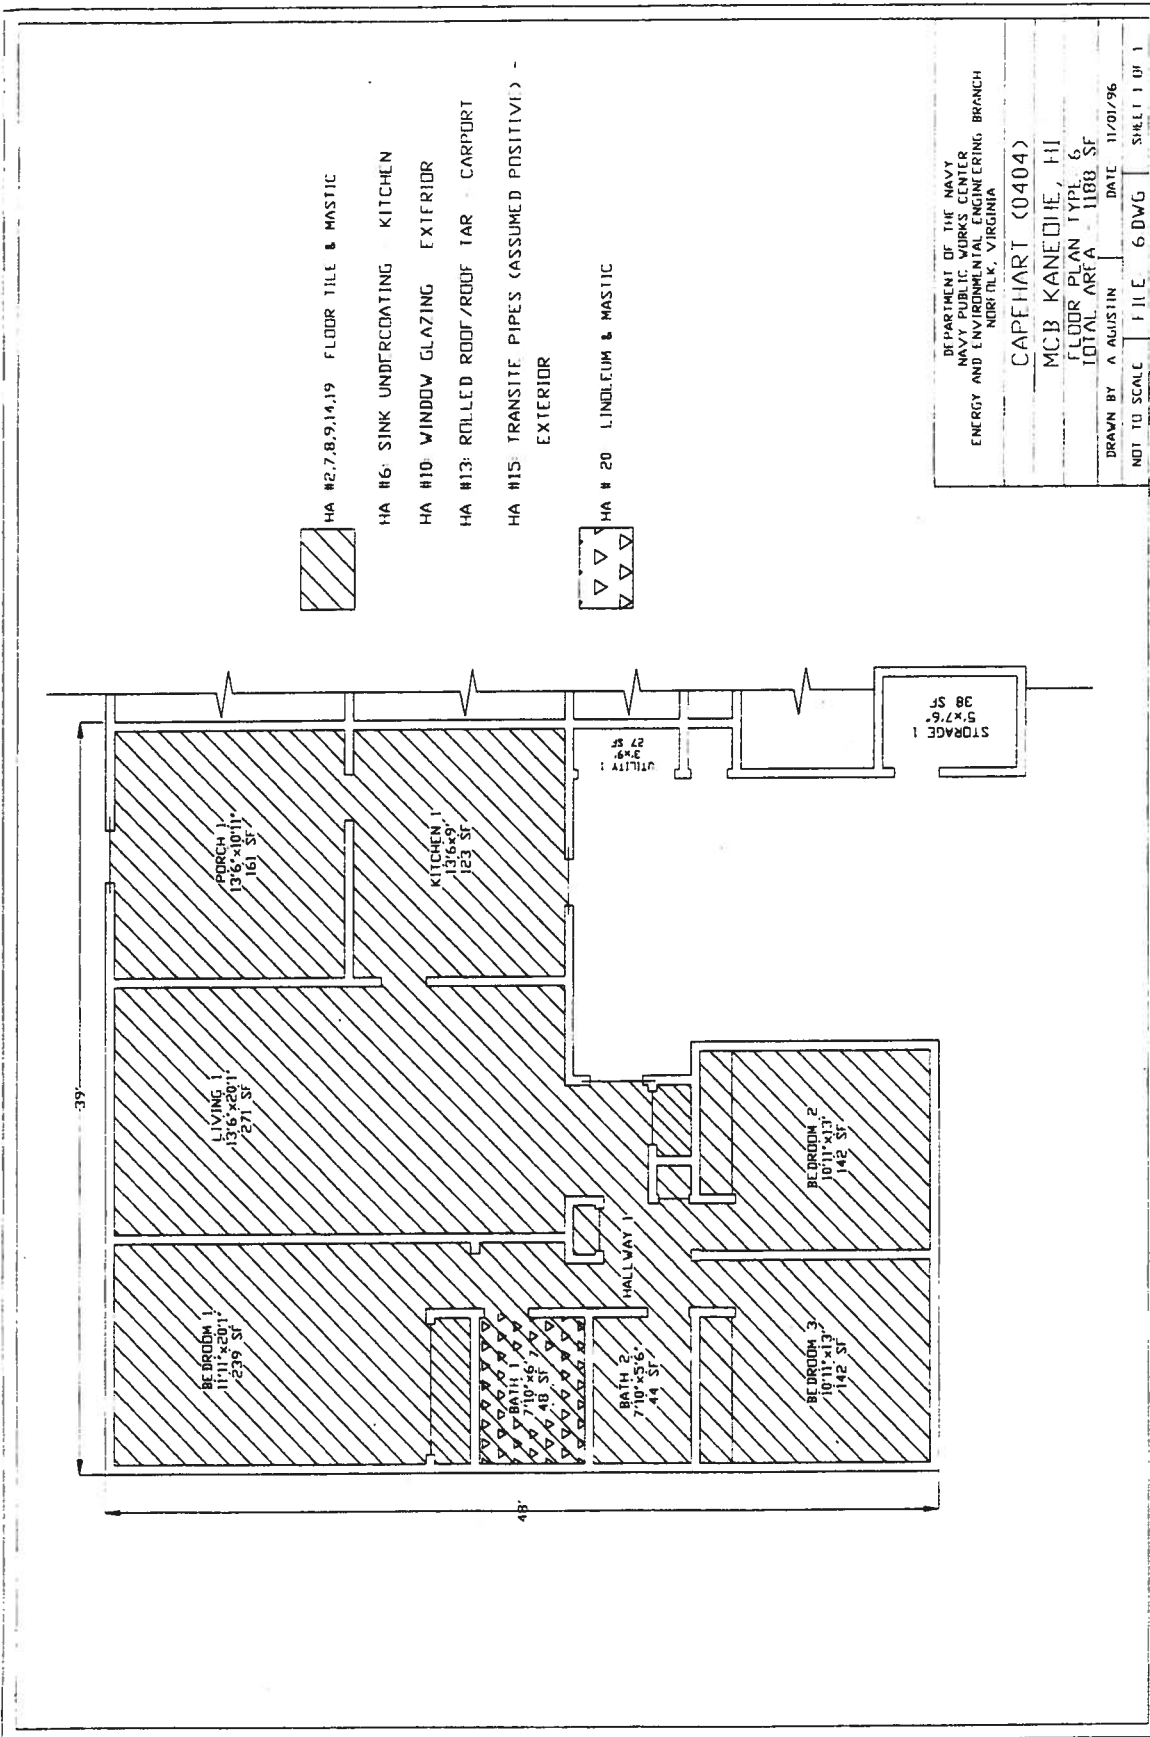 39'
48'
PORCH 1
13'6"x10'11"
161 SF
KITCHEN 1
13'6x9'
123 SF
UTILITY 1
3'x9'
27 SF
STORAGE 1
5'x7'6"
38 SF
LIVING 1
13'6"x20'1"
271 SF
BEDROOM 1
11'11"x20'1"
239 SF
BATH 1
48 SF
BATH 2
7'10"x5'6"
44 SF
HALLWAY 1
BEDROOM 2
10'11"x13'
142 SF
BEDROOM 3
10'11"x13'
142 SF
HA #2,7,8,9,14,19 FLOOR TILE & MASTIC
HA #6: SINK UNDERCOATING KITCHEN
HA #10: WINDOW GLAZING EXTERIOR
HA #13: ROLLED ROOF/ROOF TAR - CARPORT
HA #15: TRANSITE PIPES (ASSUMED POSITIVE) -
EXTERIOR
HA # 20 LINOLEUM & MASTIC
DEPARTMENT OF THE NAVY
NAVY PUBLIC WORKS CENTER
ENERGY AND ENVIRONMENTAL ENGINEERING BRANCH
NORFOLK, VIRGINIA
CAPEHART (0404)
MCB KANEOHE, HI
FLOOR PLAN TYPE 6
TOTAL AREA - 1188 SF
DRAWN BY A AGUSTIN DATE 11/01/96
NOT TO SCALE FILE 6 DWG SHEET 1 OF 1